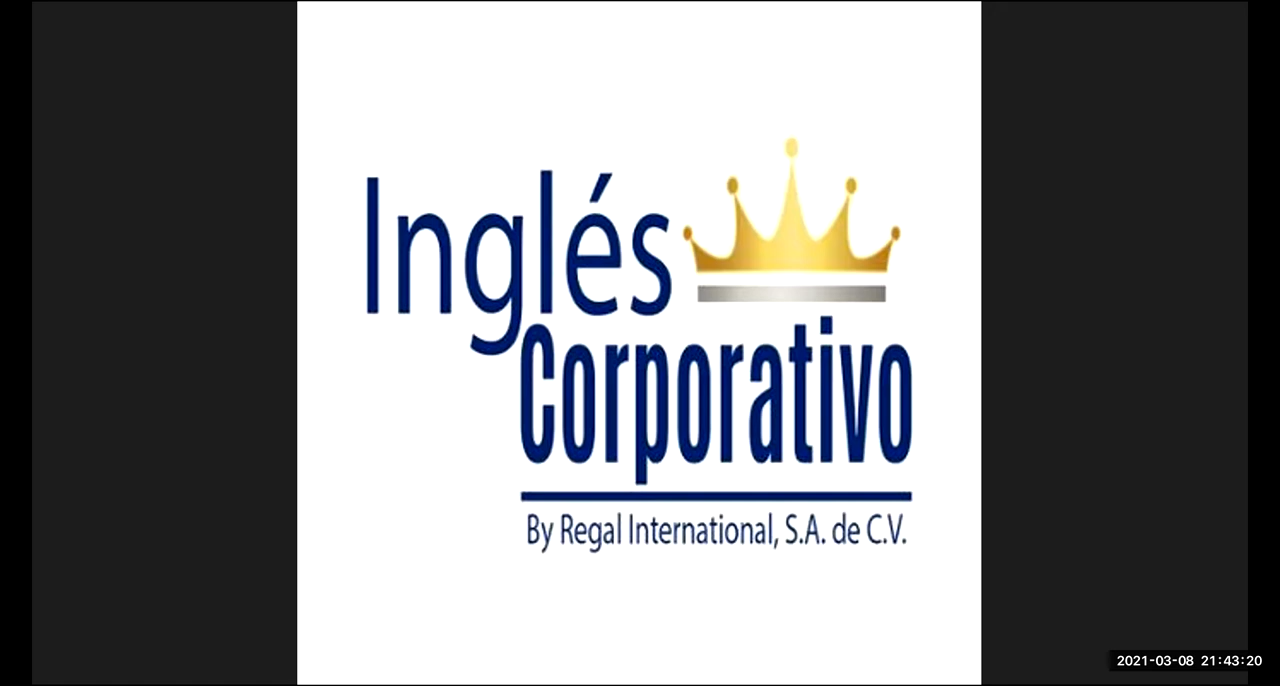 Inglés
Corporativo
By Regal International, S.A. de C.V.
2021-03-08 21:43:20